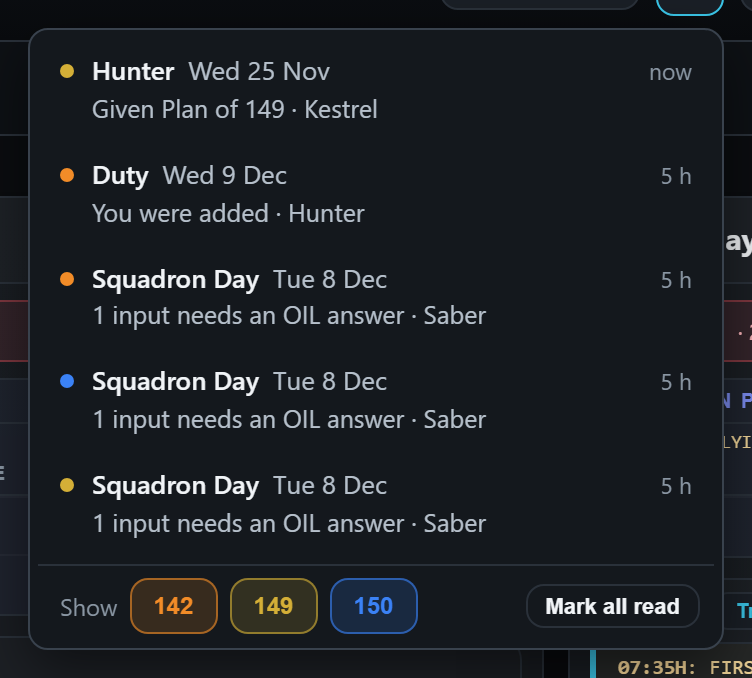 Hunter Wed 25 Nov now
Given Plan of 149 · Kestrel
Duty Wed 9 Dec 5 h
You were added · Hunter
Squadron Day Tue 8 Dec 5 h
1 input needs an OIL answer · Saber
Squadron Day Tue 8 Dec 5 h
1 input needs an OIL answer · Saber
Squadron Day Tue 8 Dec 5 h
1 input needs an OIL answer · Saber
Show 142 149 150 Mark all read
07:35H: FIRS